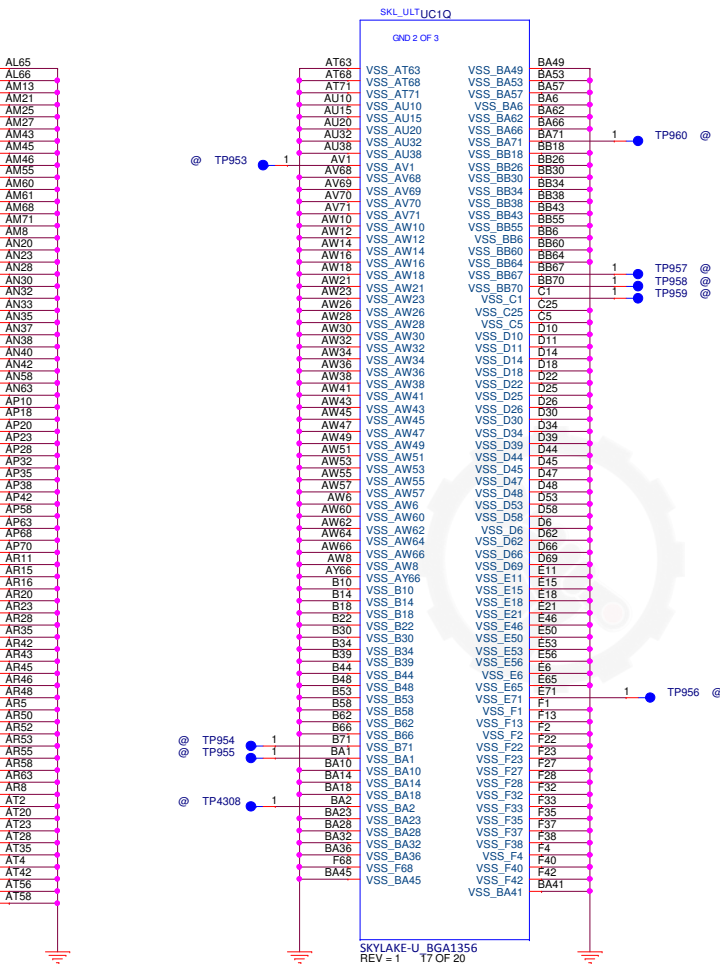 SKL_ULT UC1Q
GND 2 OF 3
AL65
AL66
AM13
AM21
AM25
AM27
AM43
AM45
AM46
AM55
AM60
AM61
AM68
AM71
AM8
AN20
AN23
AN28
AN30
AN32
AN33
AN35
AN37
AN38
AN40
AN42
AN58
AN63
AP10
AP18
AP20
AP23
AP28
AP32
AP35
AP38
AP42
AP58
AP63
AP68
AP70
AR11
AR15
AR16
AR20
AR23
AR28
AR35
AR42
AR43
AR45
AR46
AR48
AR5
AR50
AR52
AR53
AR55
AR58
AR63
AR8
AT2
AT20
AT23
AT28
AT35
AT4
AT42
AT56
AT58
AT63 VSS_AT63 VSS_BA49 BA49
AT68 VSS_AT68 VSS_BA53 BA53
AT71 VSS_AT71 VSS_BA57 BA57
AU10 VSS_AU10 VSS_BA6 BA6
AU15 VSS_AU15 VSS_BA62 BA62
AU20 VSS_AU20 VSS_BA66 BA66
AU32 VSS_AU32 VSS_BA71 BA71 1 TP960 @
AU38 VSS_AU38 VSS_BB18 BB18
@ TP953 1 AV1 VSS_AV1 VSS_BB26 BB26
AV68 VSS_AV68 VSS_BB30 BB30
AV69 VSS_AV69 VSS_BB34 BB34
AV70 VSS_AV70 VSS_BB38 BB38
AV71 VSS_AV71 VSS_BB43 BB43
AW10 VSS_AW10 VSS_BB55 BB55
AW12 VSS_AW12 VSS_BB6 BB6
AW14 VSS_AW14 VSS_BB60 BB60
AW16 VSS_AW16 VSS_BB64 BB64
AW18 VSS_AW18 VSS_BB67 BB67 1 TP957 @
AW21 VSS_AW21 VSS_BB70 BB70 1 TP958 @
AW23 VSS_AW23 VSS_C1 C1 1 TP959 @
AW26 VSS_AW26 VSS_C25 C25
AW28 VSS_AW28 VSS_C5 C5
AW30 VSS_AW30 VSS_D10 D10
AW32 VSS_AW32 VSS_D11 D11
AW34 VSS_AW34 VSS_D14 D14
AW36 VSS_AW36 VSS_D18 D18
AW38 VSS_AW38 VSS_D22 D22
AW41 VSS_AW41 VSS_D25 D25
AW43 VSS_AW43 VSS_D26 D26
AW45 VSS_AW45 VSS_D30 D30
AW47 VSS_AW47 VSS_D34 D34
AW49 VSS_AW49 VSS_D39 D39
AW51 VSS_AW51 VSS_D44 D44
AW53 VSS_AW53 VSS_D45 D45
AW55 VSS_AW55 VSS_D47 D47
AW57 VSS_AW57 VSS_D48 D48
AW6 VSS_AW6 VSS_D53 D53
AW60 VSS_AW60 VSS_D58 D58
AW62 VSS_AW62 VSS_D6 D6
AW64 VSS_AW64 VSS_D62 D62
AW66 VSS_AW66 VSS_D66 D66
AW8 VSS_AW8 VSS_D69 D69
AY66 VSS_AY66 VSS_E11 E11
B10 VSS_B10 VSS_E15 E15
B14 VSS_B14 VSS_E18 E18
B18 VSS_B18 VSS_E21 E21
B22 VSS_B22 VSS_E46 E46
B30 VSS_B30 VSS_E50 E50
B34 VSS_B34 VSS_E53 E53
B39 VSS_B39 VSS_E56 E56
B44 VSS_B44 VSS_E6 E6
B48 VSS_B48 VSS_E65 E65
B53 VSS_B53 VSS_E71 E71 1 TP956 @
B58 VSS_B58 VSS_F1 F1
B62 VSS_B62 VSS_F13 F13
B66 VSS_B66 VSS_F2 F2
@ TP954 1 B71 VSS_B71 VSS_F22 F22
@ TP955 1 BA1 VSS_BA1 VSS_F23 F23
BA10 VSS_BA10 VSS_F27 F27
BA14 VSS_BA14 VSS_F28 F28
BA18 VSS_BA18 VSS_F32 F32
@ TP4308 1 BA2 VSS_BA2 VSS_F33 F33
BA23 VSS_BA23 VSS_F35 F35
BA28 VSS_BA28 VSS_F37 F37
BA32 VSS_BA32 VSS_F38 F38
BA36 VSS_BA36 VSS_F4 F4
F68 VSS_F68 VSS_F40 F40
BA45 VSS_BA45 VSS_F42 F42
VSS_BA41 BA41
SKYLAKE-U_BGA1356
REV = 1 T7 OF 20